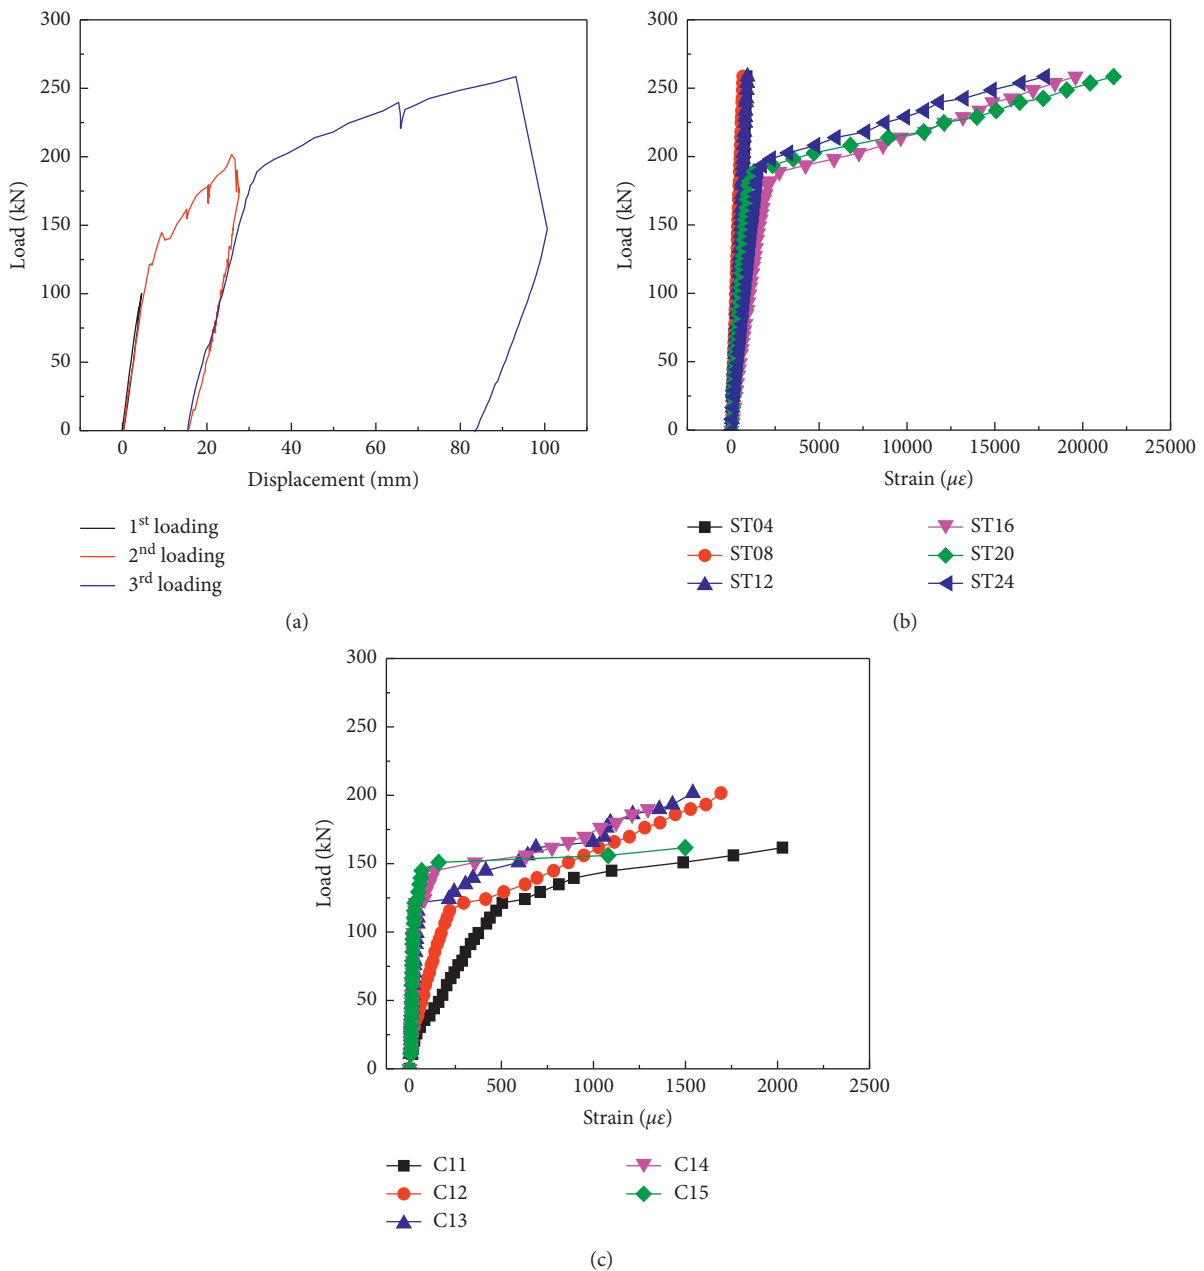 300
250
200
150
100
50
0
Load (kN)
0
20
40
60
80
100
Displacement (mm)
1st loading
2nd loading
3rd loading
(a)
300
250
200
150
100
50
0
Load (kN)
0
5000
10000
15000
20000
25000
Strain (με)
ST04
ST08
ST12
ST16
ST20
ST24
(b)
300
250
200
150
100
50
0
Load (kN)
0
500
1000
1500
2000
2500
Strain (με)
C11
C12
C13
C14
C15
(c)